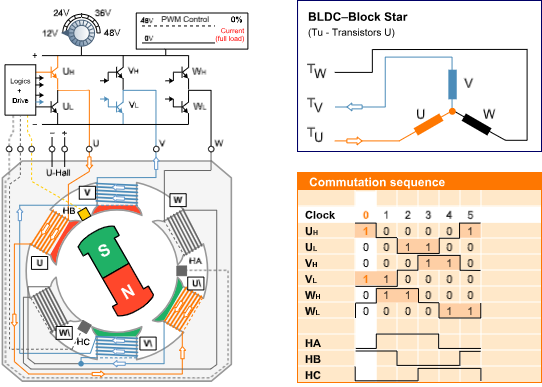 24V
36V
12V
48V
PWM Control
0%
48V
0V
Current
(full load)
+
Logics
+
Drive
UH
VH
WH
UL
VL
WL
-
- +
U-Hall
U
V
W
V
W
HB
U
S
N
HA
U\
W\
HC
V\
BLDC–Block Star
(Tu - Transistors U)
TW
TV
TU
U
V
W
Commutation sequence
Clock 0 1 2 3 4 5
UH 1 0 0 0 0 1
UL 0 0 1 1 0 0
VH 0 0 0 1 1 0
VL 1 1 0 0 0 0
WH 0 1 1 0 0 0
WL 0 0 0 0 1 1
HA
HB
HC